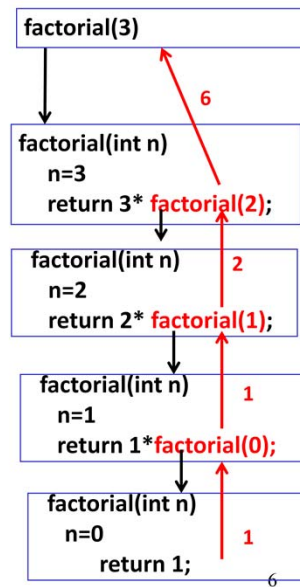 factorial(3)
6
factorial(int n)
n=3
return 3* factorial(2);
2
factorial(int n)
n=2
return 2* factorial(1);
1
factorial(int n)
n=1
return 1*factorial(0);
1
factorial(int n)
n=0
return 1;
6